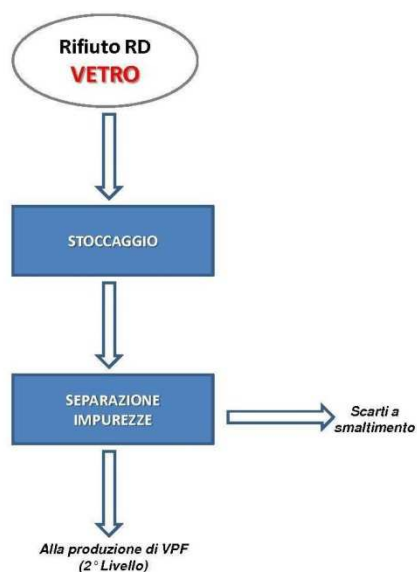 Rifiuto RD
VETRO
STOCCAGGIO
SEPARAZIONE
IMPUREZZE
Scarti a
smaltimento
Alla produzione di VPF
(2° Livello)